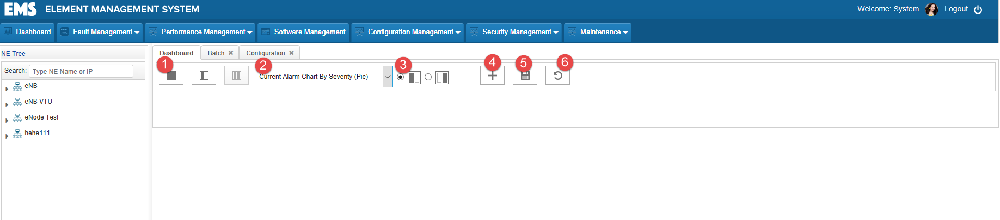 EMS ELEMENT MANAGEMENT SYSTEM
Welcome: System Logout
Dashboard Fault Management Performance Management Software Management Configuration Management Security Management Maintenance
NE Tree
Dashboard Batch Configuration
Search: Type NE Name or IP
1 2 3 4 5 6
Current Alarm Chart By Severity (Pie)
eNB
eNB VTU
eNode Test
hehe111